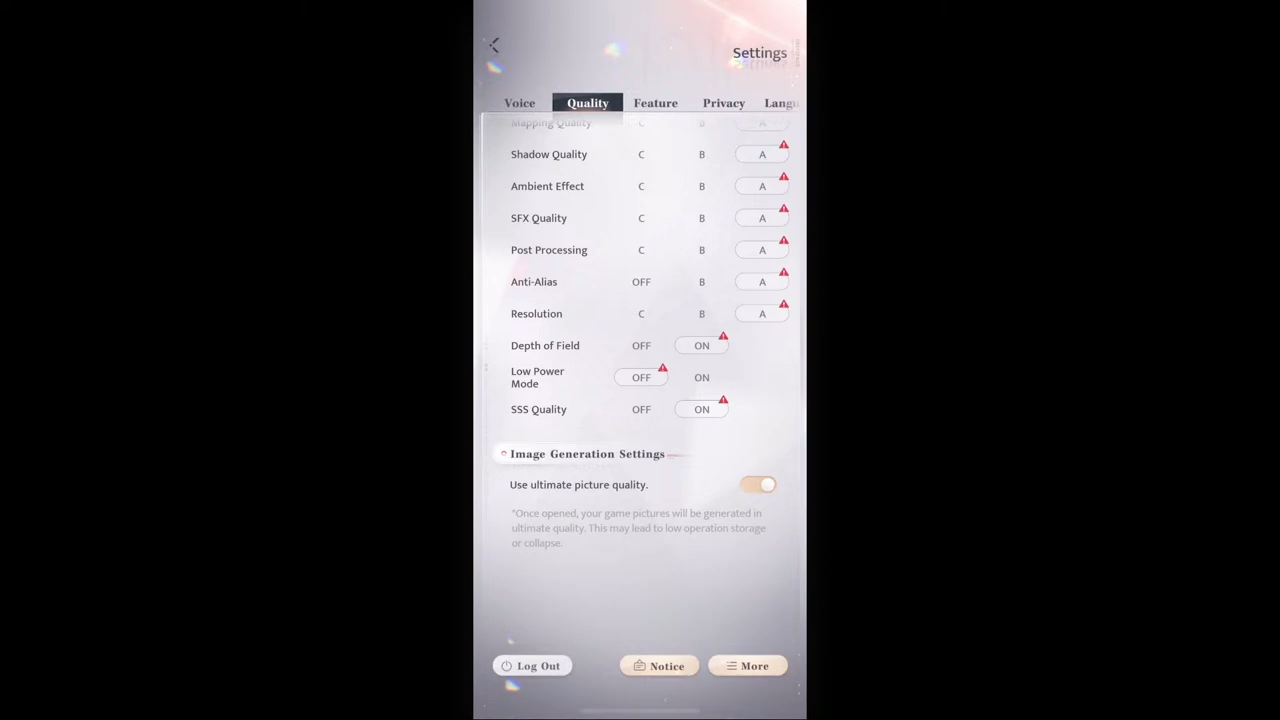 Settings
Voice Quality Feature Privacy Langu
Mapping Quality C B A
Shadow Quality C B A
Ambient Effect C B A
SFX Quality C B A
Post Processing C B A
Anti-Alias OFF B A
Resolution C B A
Depth of Field OFF ON
Low Power
Mode OFF ON
SSS Quality OFF ON
Image Generation Settings
Use ultimate picture quality.
*Once opened, your game pictures will be generated in
ultimate quality. This may lead to low operation storage
or collapse.
Log Out Notice More